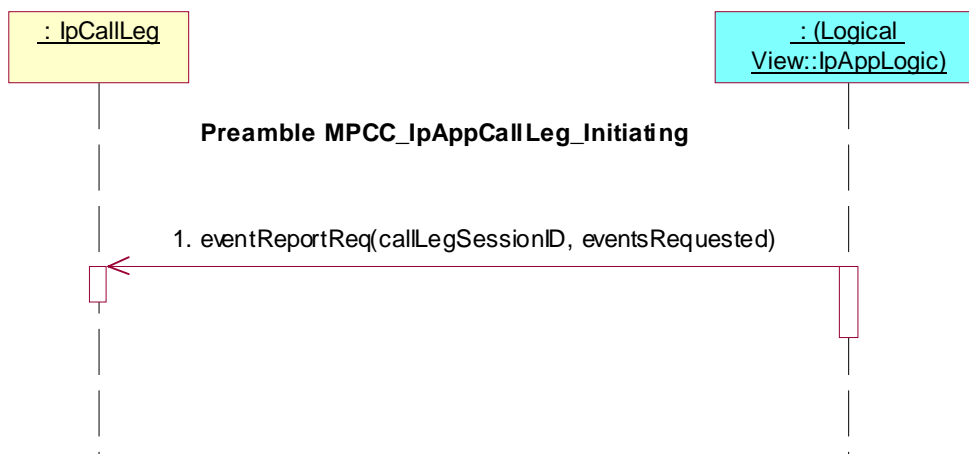 : IpCallLeg
: (Logical
View::IpAppLogic)
Preamble MPCC_IpAppCallLeg_Initiating
1. eventReportReq(callLegSessionID, eventsRequested)